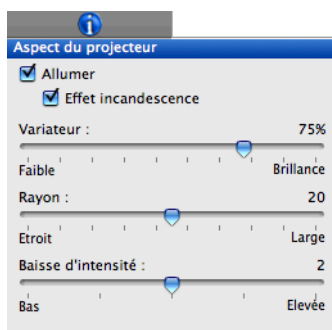 Aspect du projecteur
Allumer
Effet incandescence
Variateur : 75%
Faible Brillance
Rayon : 20
Etroit Large
Baisse d'intensité : 2
Bas Elevée